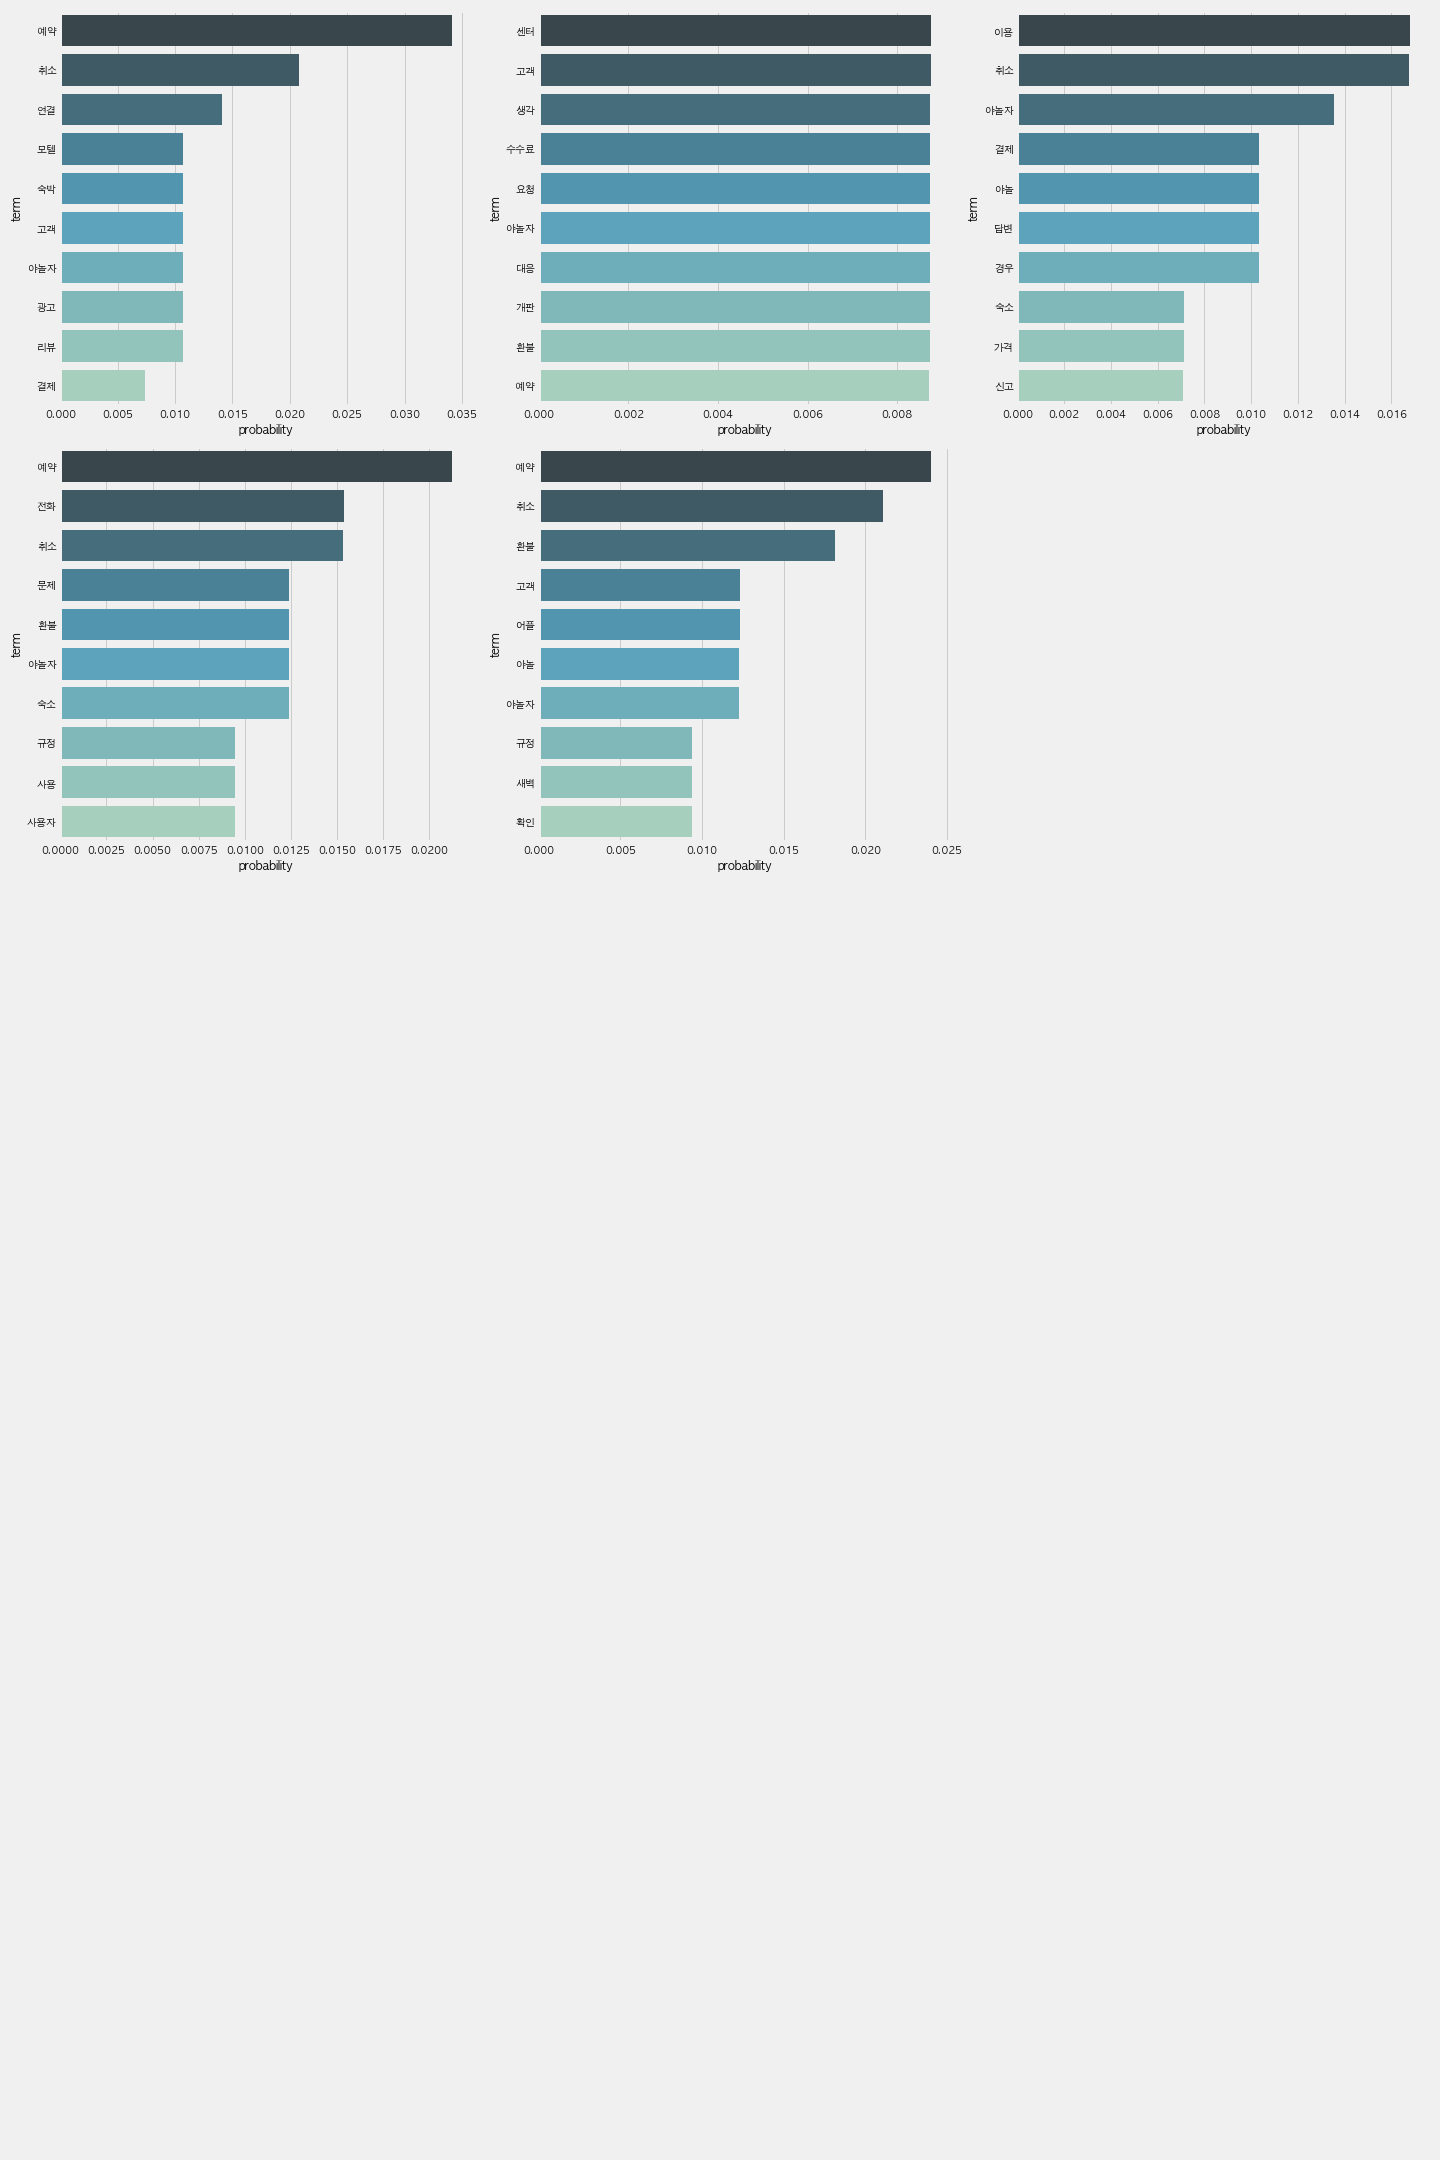 예약
취소
연결
모텔
숙박
고객
야놀자
광고
리뷰
결제
term
0.000 0.005 0.010 0.015 0.020 0.025 0.030 0.035
probability
센터
고객
생각
수수료
요청
야놀자
대응
개판
환불
예약
term
0.000 0.002 0.004 0.006 0.008
probability
이용
취소
야놀자
결제
야놀
답변
경우
숙소
가격
신고
term
0.000 0.002 0.004 0.006 0.008 0.010 0.012 0.014 0.016
probability
예약
전화
취소
문제
환불
야놀자
숙소
규정
사용
사용자
term
0.0000 0.0025 0.0050 0.0075 0.0100 0.0125 0.0150 0.0175 0.0200
probability
예약
취소
환불
고객
어플
야놀
야놀자
규정
새벽
확인
term
0.000 0.005 0.010 0.015 0.020 0.025
probability